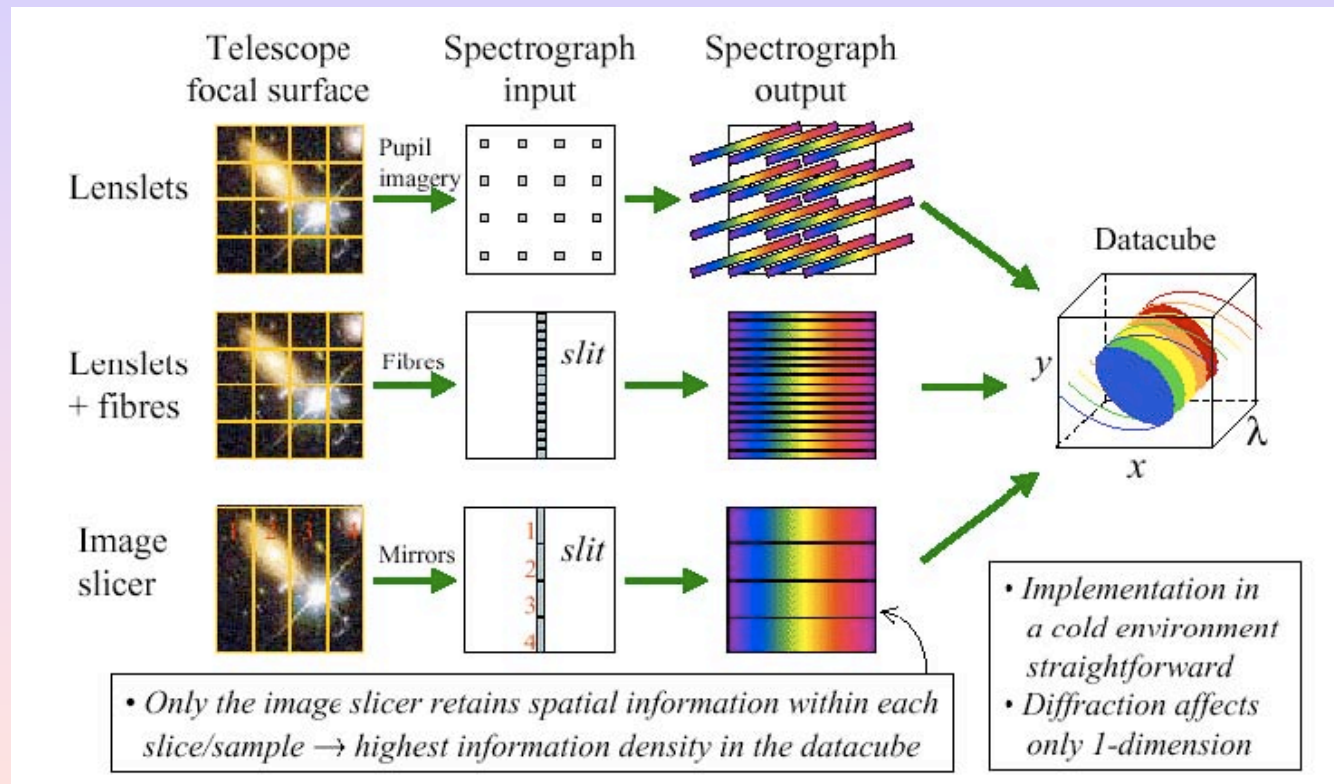 Telescope
focal surface
Spectrograph
input
Spectrograph
output
Lenslets
Pupil
imagery
Datacube
y
x
λ
Lenslets
+ fibres
Fibres
slit
Image
slicer
1 2 3 4
Mirrors
1
2
3
4
slit
• Only the image slicer retains spatial information within each
slice/sample → highest information density in the datacube
• Implementation in
a cold environment
straightforward
• Diffraction affects
only 1-dimension